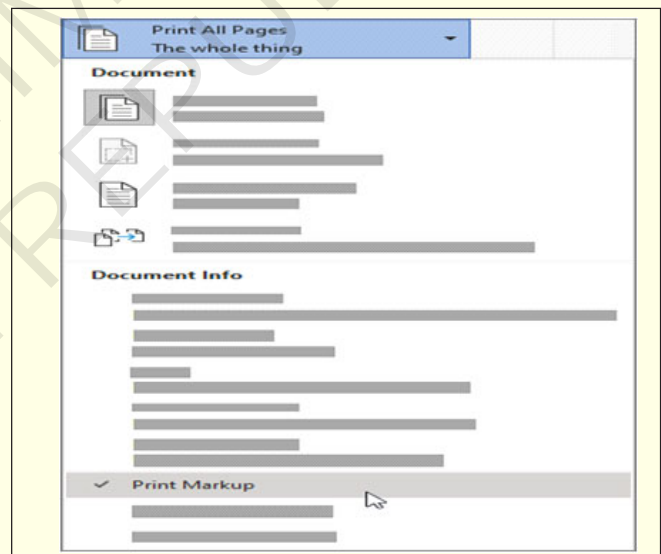 Print All Pages
The whole thing
Document
Document Info
Print Markup